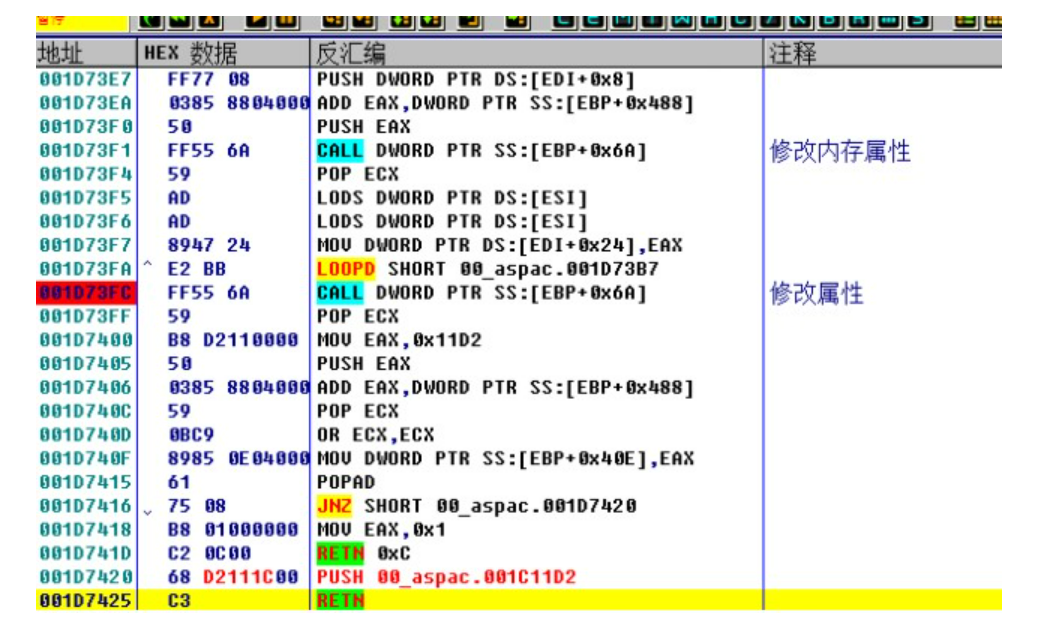 地址 HEX 数据 反汇编 注释
001D73E7 FF77 08 PUSH DWORD PTR DS:[EDI+0x8]
001D73EA 0385 8804000 ADD EAX,DWORD PTR SS:[EBP+0x488]
001D73F0 50 PUSH EAX
001D73F1 FF55 6A CALL DWORD PTR SS:[EBP+0x6A] 修改内存属性
001D73F4 59 POP ECX
001D73F5 AD LODS DWORD PTR DS:[ESI]
001D73F6 AD LODS DWORD PTR DS:[ESI]
001D73F7 8947 24 MOV DWORD PTR DS:[EDI+0x24],EAX
001D73FA ^ E2 BB LOOPD SHORT 00_aspac.001D73B7
001D73FC FF55 6A CALL DWORD PTR SS:[EBP+0x6A] 修改属性
001D73FF 59 POP ECX
001D7400 B8 D2110000 MOV EAX,0x11D2
001D7405 50 PUSH EAX
001D7406 0385 8804000 ADD EAX,DWORD PTR SS:[EBP+0x488]
001D740C 59 POP ECX
001D740D 0BC9 OR ECX,ECX
001D740F 8985 0E04000 MOV DWORD PTR SS:[EBP+0x40E],EAX
001D7415 61 POPAD
001D7416 ⌄ 75 08 JNZ SHORT 00_aspac.001D7420
001D7418 B8 01000000 MOV EAX,0x1
001D741D C2 0C00 RETN 0xC
001D7420 68 D2111C00 PUSH 00_aspac.001C11D2
001D7425 C3 RETN